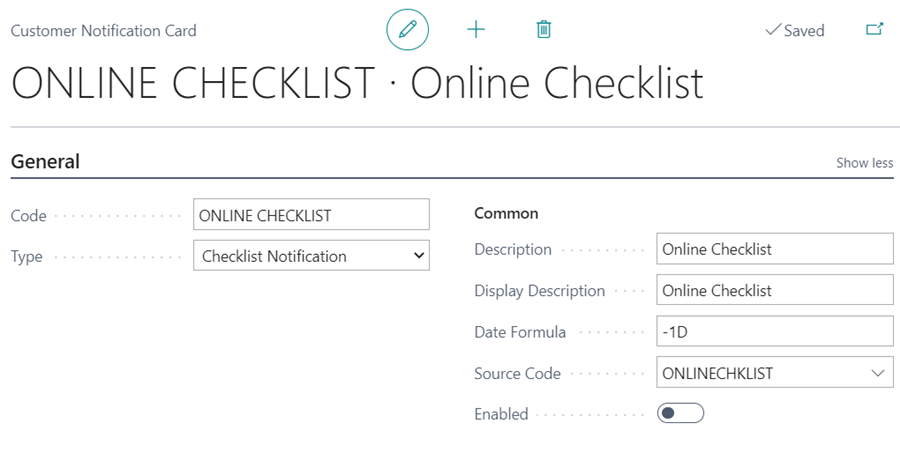 Customer Notification Card
Saved
ONLINE CHECKLIST · Online Checklist
General
Show less
Code
ONLINE CHECKLIST
Type
Checklist Notification
Common
Description
Online Checklist
Display Description
Online Checklist
Date Formula
-1D
Source Code
ONLINECHKLIST
Enabled